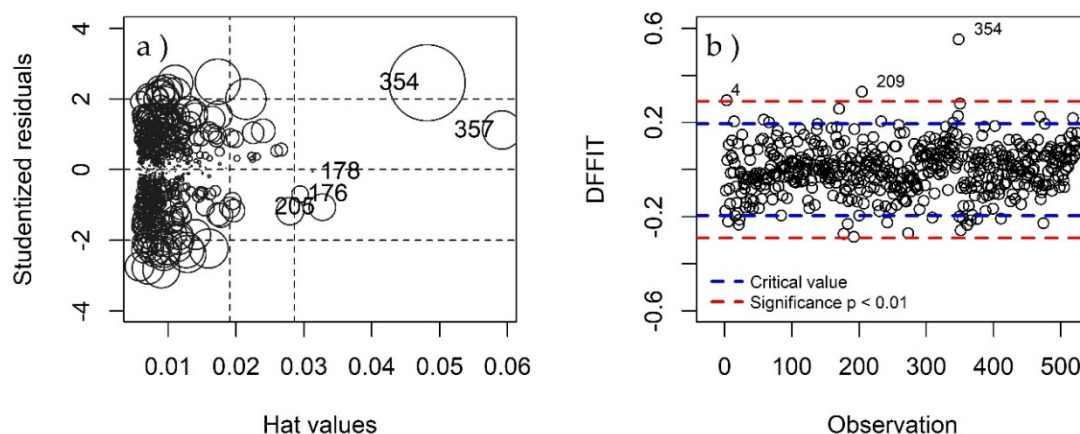 a )
Studentized residuals
4
2
0
-2
-4
354
357
178
176
205
0.01 0.02 0.03 0.04 0.05 0.06
Hat values
b )
DFFIT
0.6
0.2
-0.2
-0.6
354
209
4
Critical value
Significance p < 0.01
0 100 200 300 400 500
Observation